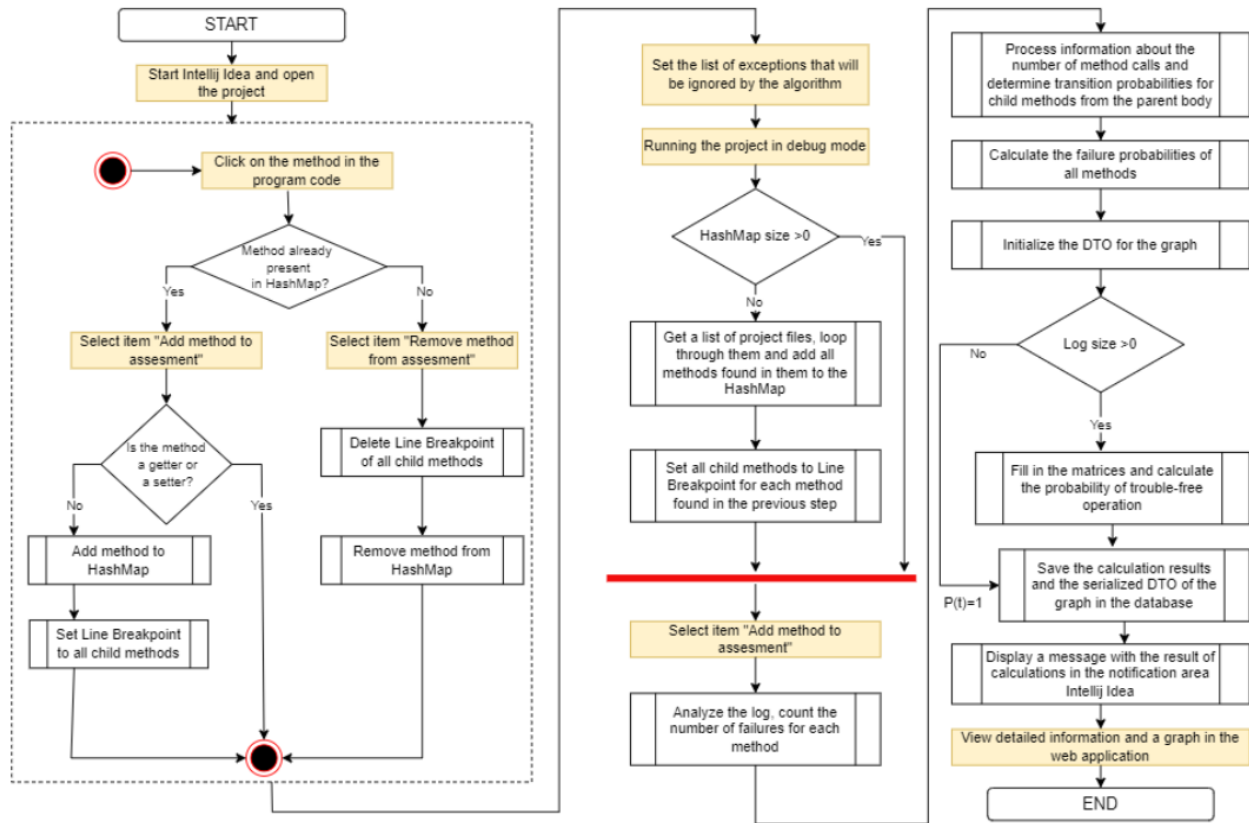 START
Start Intellij Idea and open
the project
Click on the method in the
program code
Method already
present
in HashMap?
Yes
No
Select item "Add method to
assesment"
Select item "Remove method
from assesment"
Is the method
a getter or
a setter?
No
Yes
Delete Line Breakpoint
of all child methods
Add method to
HashMap
Remove method from
HashMap
Set Line Breakpoint
to all child methods
Set the list of exceptions that will
be ignored by the algorithm
Running the project in debug mode
HashMap size >0
Yes
No
Get a list of project files, loop
through them and add all
methods found in them to the
HashMap
Set all child methods to Line
Breakpoint for each method
found in the previous step
Select item "Add method to
assesment"
Analyze the log, count the
number of failures for each
method
Process information about the
number of method calls and
determine transition probabilities for
child methods from the parent body
Calculate the failure probabilities of
all methods
Initialize the DTO for the graph
Log size >0
No
Yes
Fill in the matrices and calculate
the probability of trouble-free
operation
P(t)=1
Save the calculation results
and the serialized DTO of the
graph in the database
Display a message with the result of
calculations in the notification area
Intellij Idea
View detailed information and a graph in the
web application
END